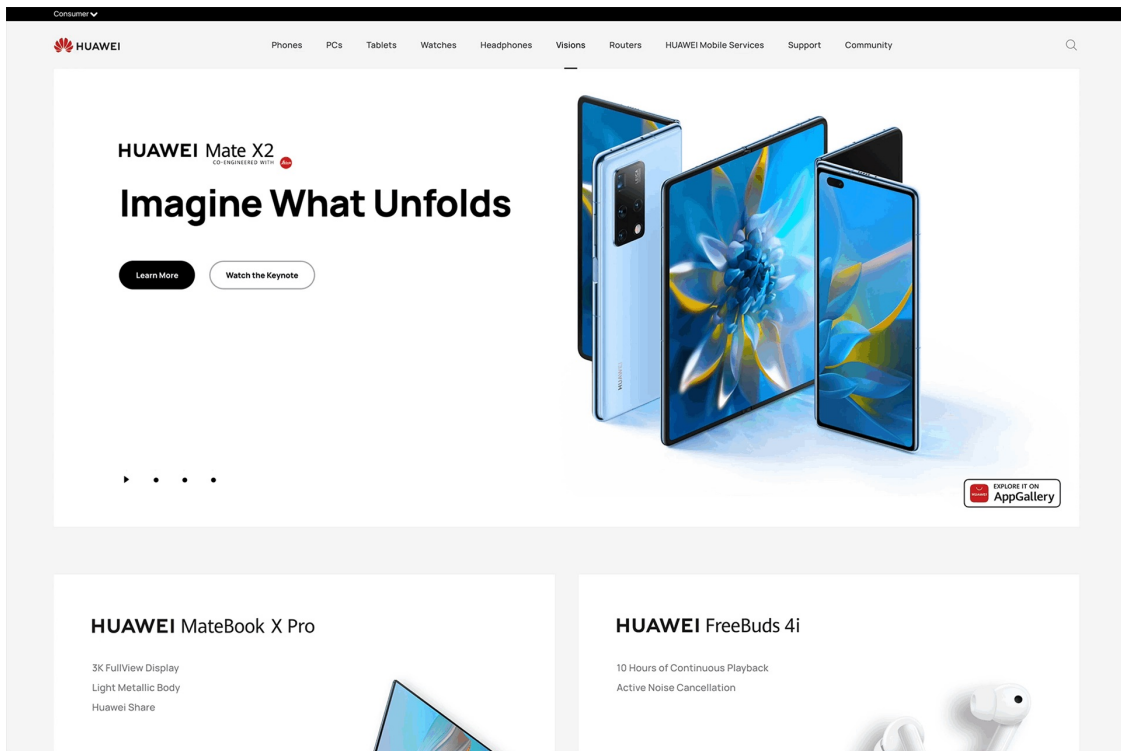 Consumer
HUAWEI
Phones PCs Tablets Watches Headphones Visions Routers HUAWEI Mobile Services Support Community
HUAWEI Mate X2
CO-ENGINEERED WITH
Imagine What Unfolds
Learn More Watch the Keynote
HUAWEI
EXPLORE IT ON
AppGallery
HUAWEI MateBook X Pro
3K FullView Display
Light Metallic Body
Huawei Share
HUAWEI FreeBuds 4i
10 Hours of Continuous Playback
Active Noise Cancellation